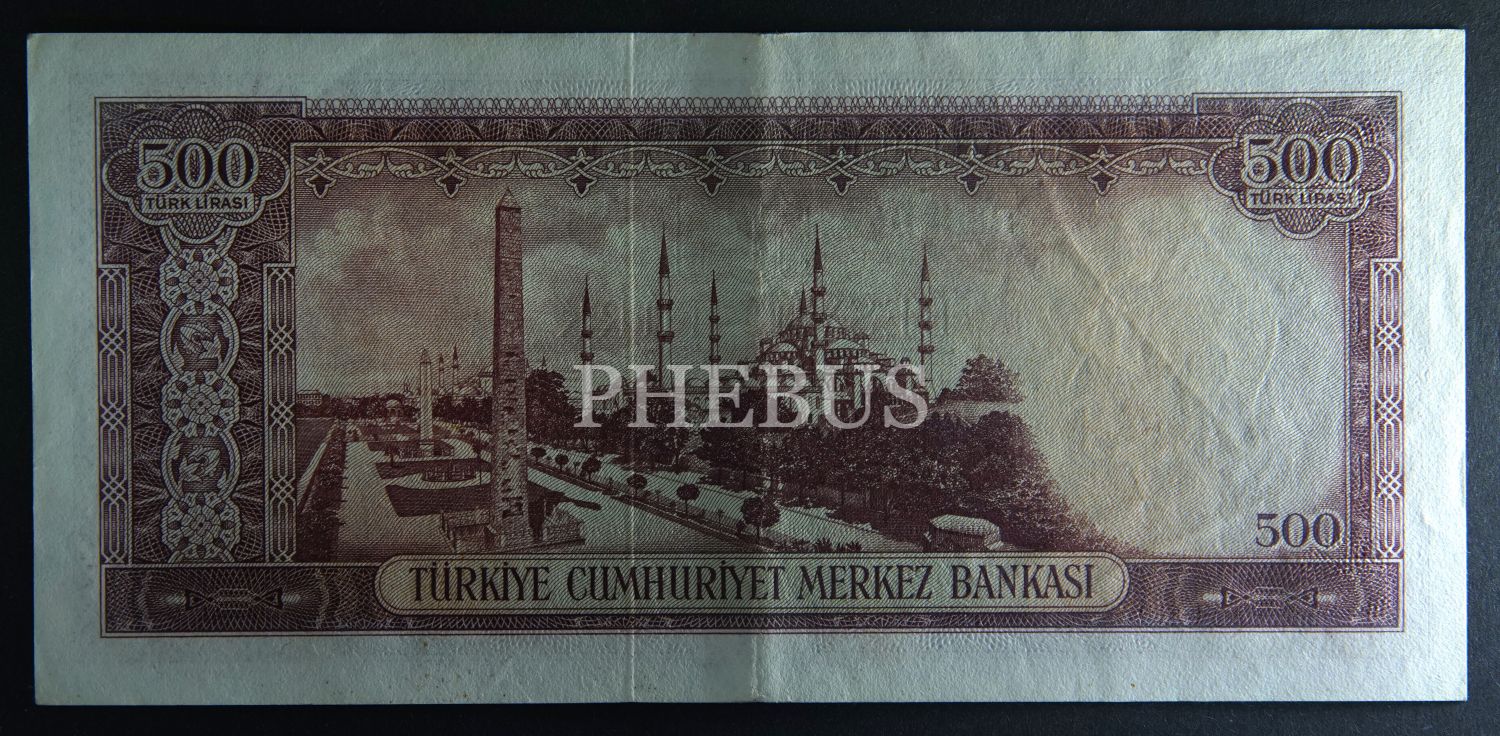 500
TÜRK LİRASI
500
TÜRK LİRASI
PHEBUS
500
TÜRKİYE CUMHURİYET MERKEZ BANKASI